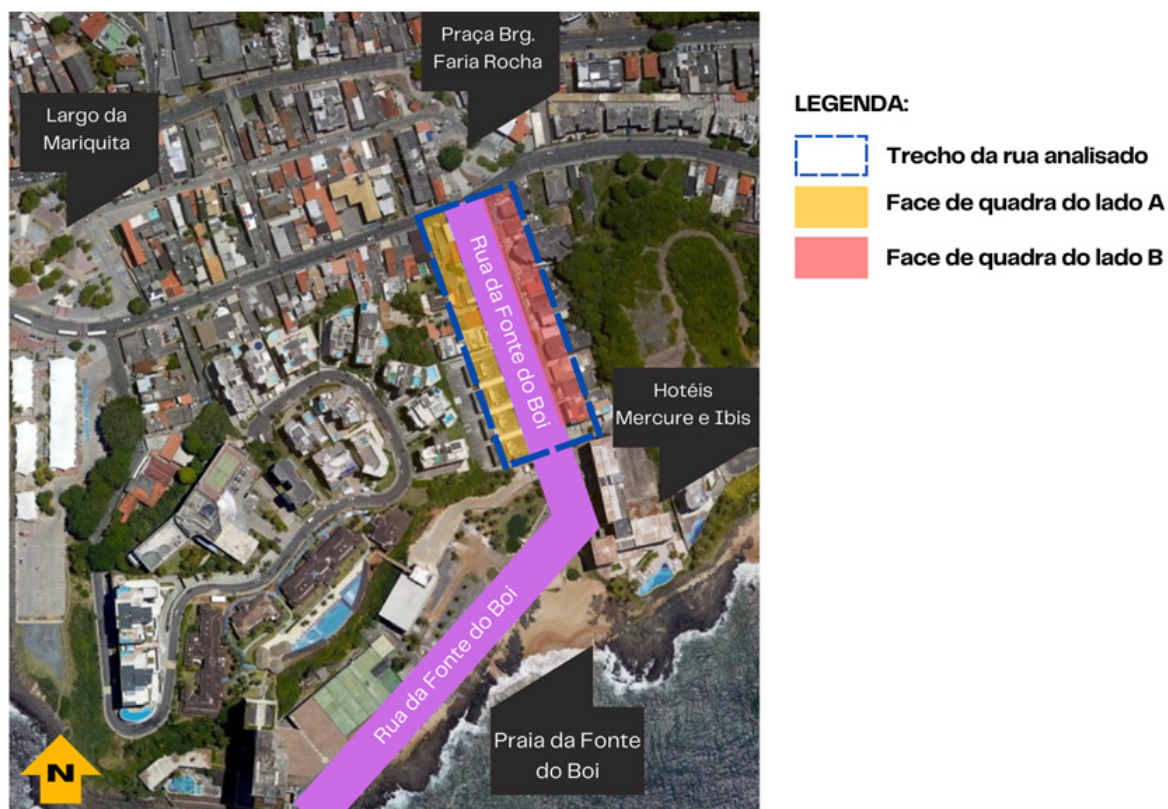 Praça Brg.
Faria Rocha
Largo da
Mariquita
LEGENDA:
Trecho da rua analisado
Face de quadra do lado A
Face de quadra do lado B
Rua da Fonte do Boi
Hotéis
Mercure e Ibis
Rua da Fonte do Boi
Praia da Fonte
do Boi
N